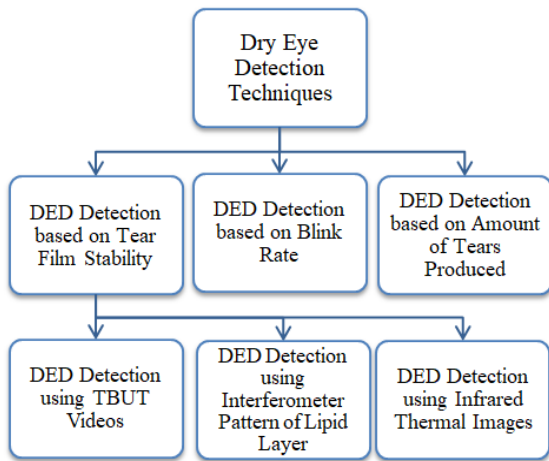 Dry Eye
Detection
Techniques
DED Detection
based on Tear
Film Stability
DED Detection
based on Blink
Rate
DED Detection
based on Amount
of Tears
Produced
DED Detection
using TBUT
Videos
DED Detection
using
Interferometer
Pattern of Lipid
Layer
DED Detection
using Infrared
Thermal Images